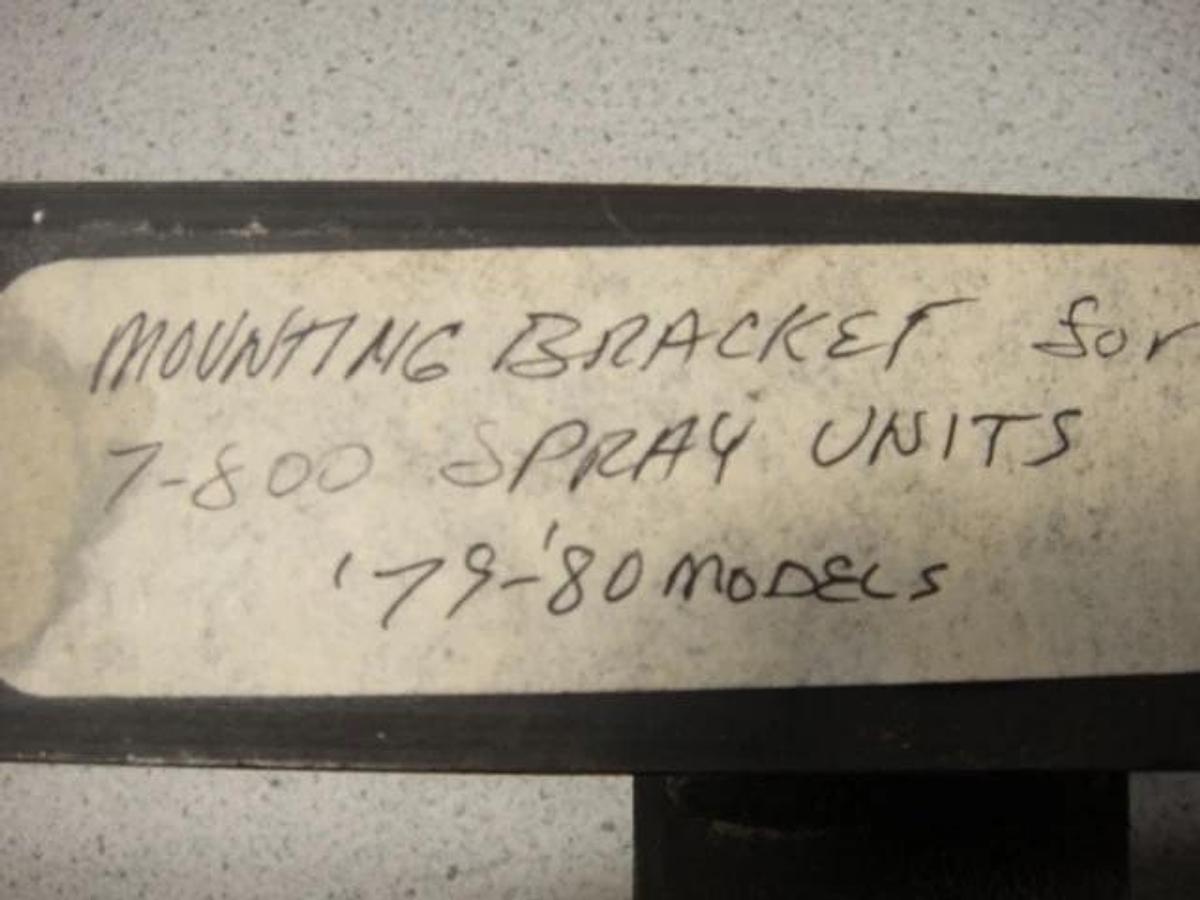 MOUNTING BRACKET for
7-800 SPRAY UNITS
'79-'80 MODELS